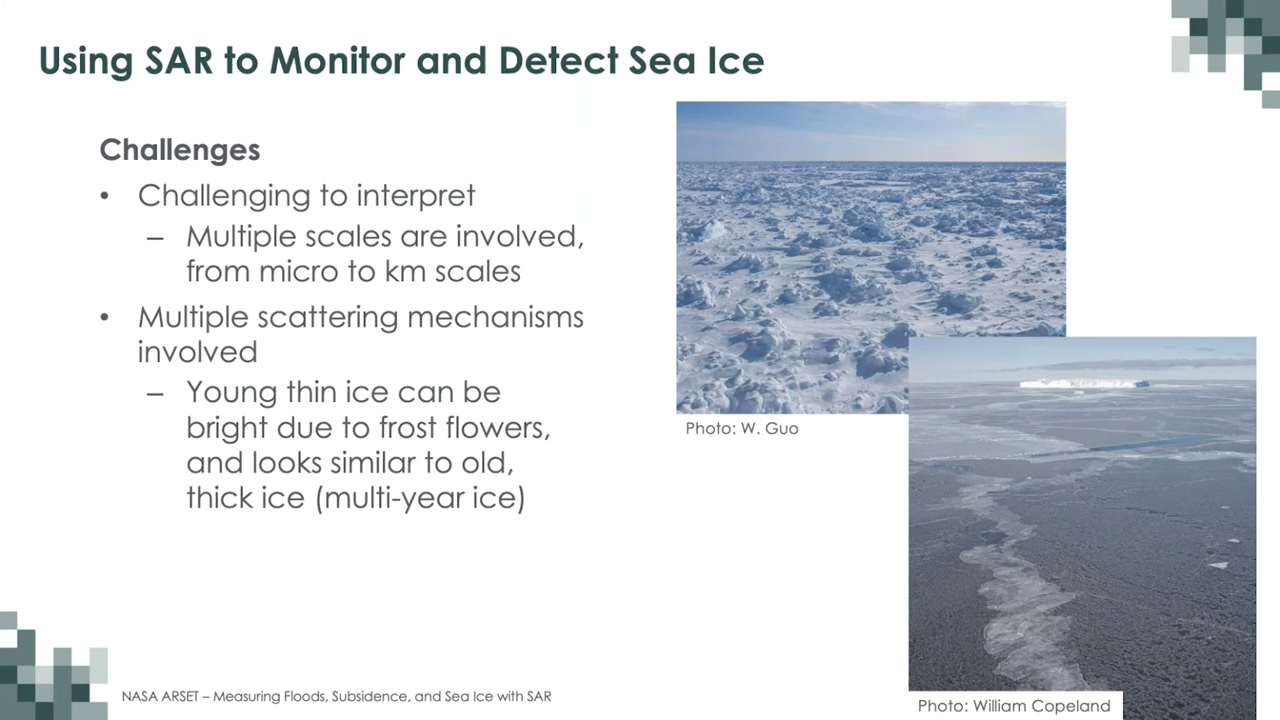 Using SAR to Monitor and Detect Sea Ice
Challenges
• Challenging to interpret
– Multiple scales are involved,
from micro to km scales
• Multiple scattering mechanisms
involved
– Young thin ice can be
bright due to frost flowers,
and looks similar to old,
thick ice (multi-year ice)
Photo: W. Guo
Photo: William Copeland
NASA ARSET – Measuring Floods, Subsidence, and Sea Ice with SAR